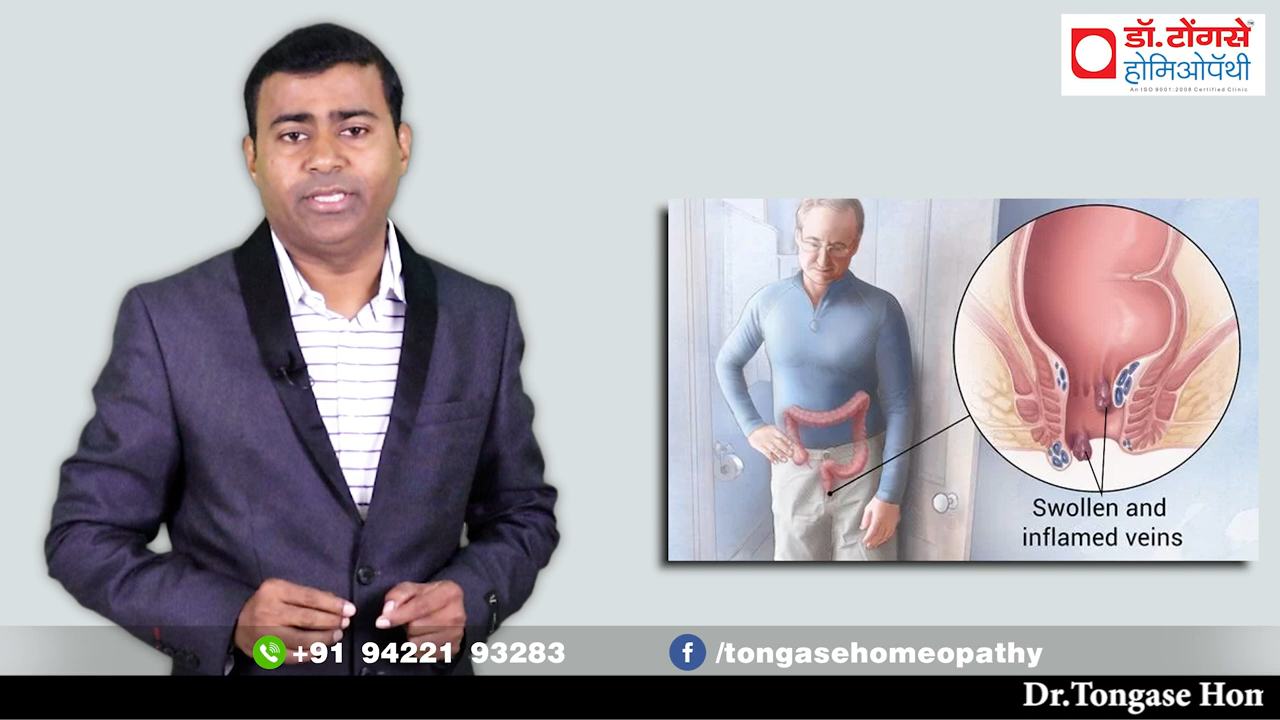 डॉ.टोंगसे
होमिओपॅथी
An ISO 9001:2008 Certified Clinic
Swollen and
inflamed veins
+91 94221 93283
/tongasehomeopathy
Dr.Tongase Hon